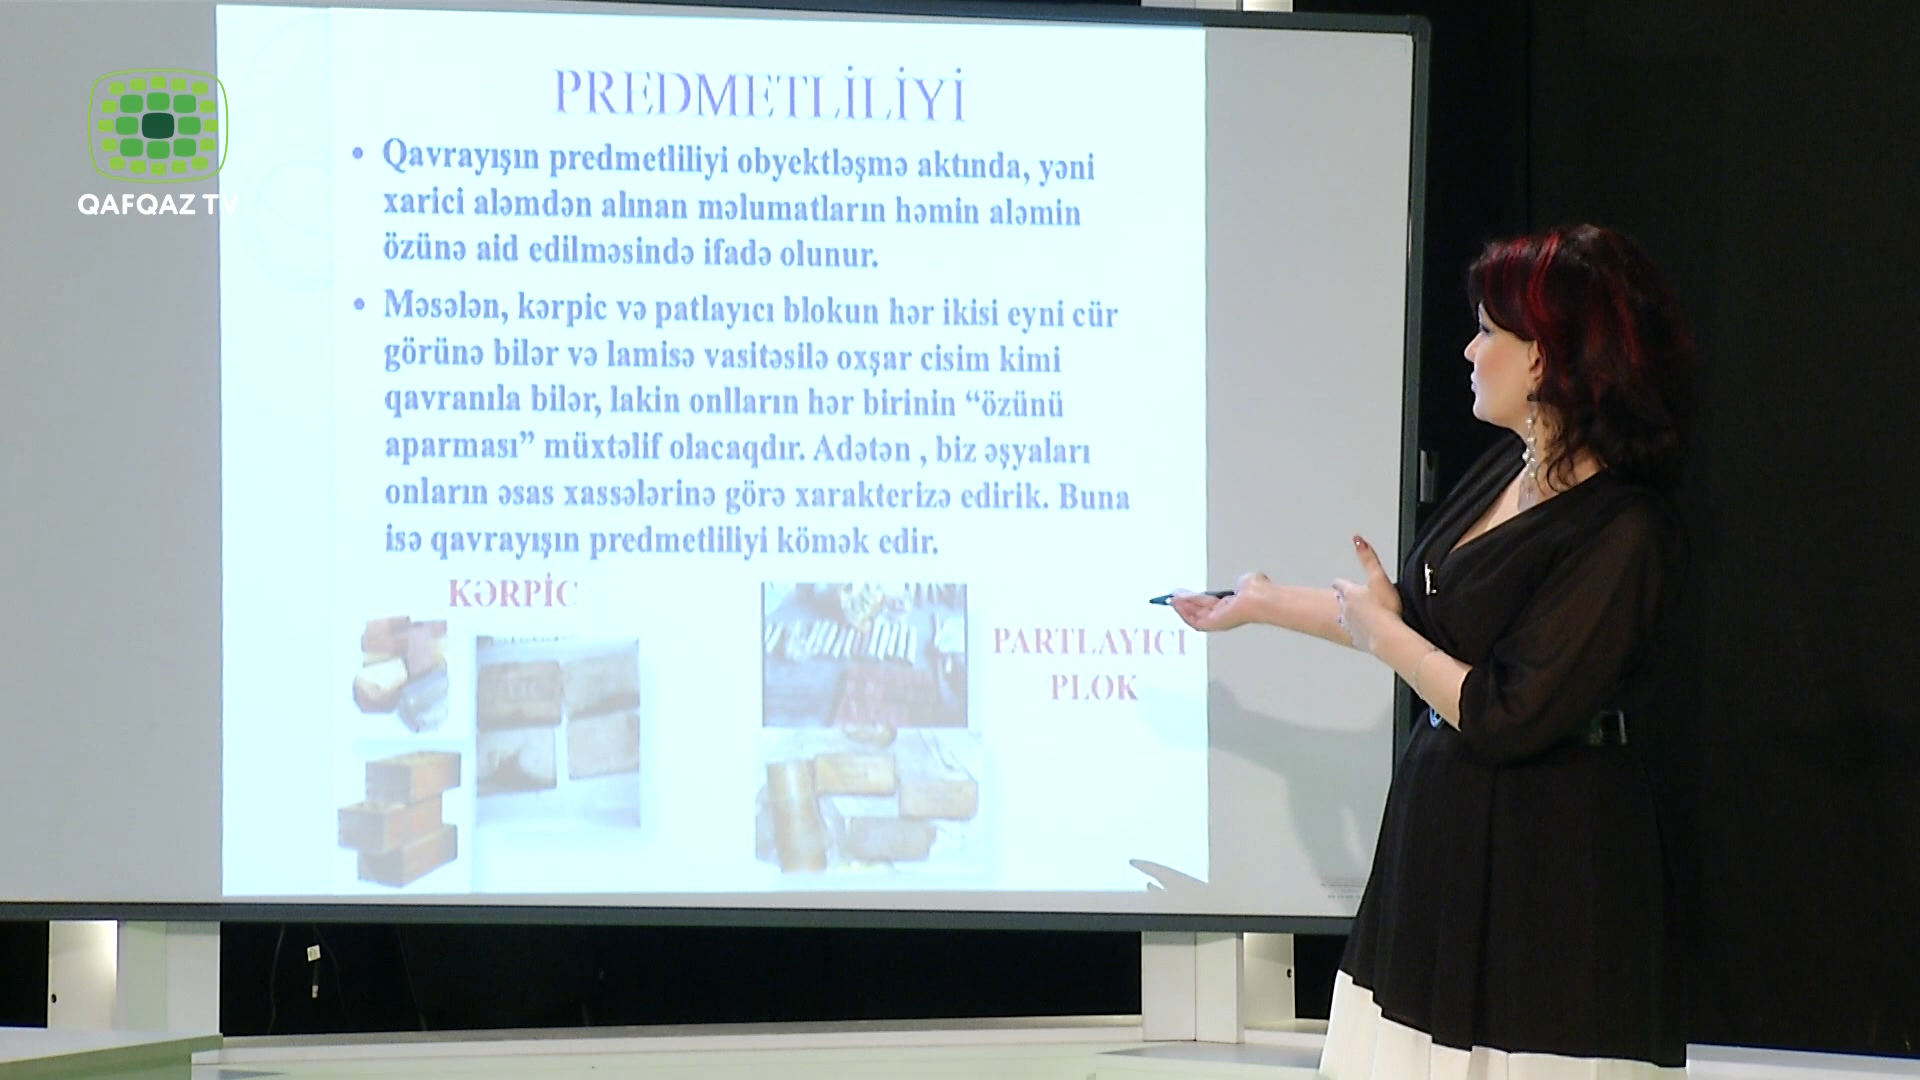 QAFQAZ TV
PREDMETLİLİYİ
• Qavrayışın predmetliliyi obyektləşmə aktında, yəni
xarici aləmdən alınan məlumatların həmin aləmin
özünə aid edilməsində ifadə olunur.
• Məsələn, kərpic və patlayıcı blokun hər ikisi eyni cür
görünə bilər və lamisə vasitəsilə oxşar cisim kimi
qavranıla bilər, lakin onlların hər birinin “özünü
aparması” müxtəlif olacaqdır. Adətən , biz əşyaları
onların əsas xassələrinə görə xarakterizə edirik. Buna
isə qavrayışın predmetliliyi kömək edir.
KƏRPİC
PARTLAYICI
PLOK